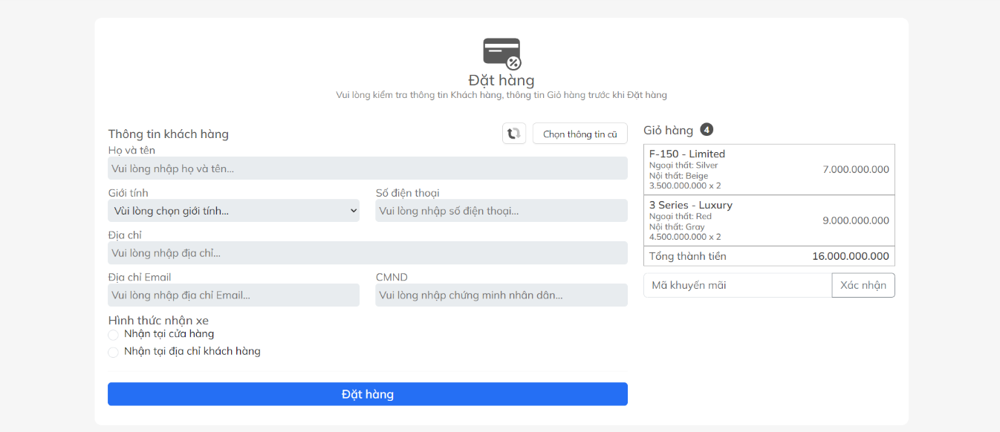 Đặt hàng
Vui lòng kiểm tra thông tin Khách hàng, thông tin Giỏ hàng trước khi Đặt hàng
Thông tin khách hàng
Chọn thông tin cũ
Họ và tên
Vui lòng nhập họ và tên...
Giới tính
Số điện thoại
Vùi lòng chọn giới tính...
Vui lòng nhập số điện thoại...
Địa chỉ
Vui lòng nhập địa chỉ...
Địa chỉ Email
CMND
Vui lòng nhập địa chỉ Email...
Vui lòng nhập chứng minh nhân dân...
Hình thức nhận xe
Nhận tại cửa hàng
Nhận tại địa chỉ khách hàng
Đặt hàng
Giỏ hàng 4
F-150 - Limited
Ngoại thất: Silver
Nội thất: Beige
3.500.000.000 x 2
7.000.000.000
3 Series - Luxury
Ngoại thất: Red
Nội thất: Gray
4.500.000.000 x 2
9.000.000.000
Tổng thành tiền 16.000.000.000
Mã khuyến mãi
Xác nhận